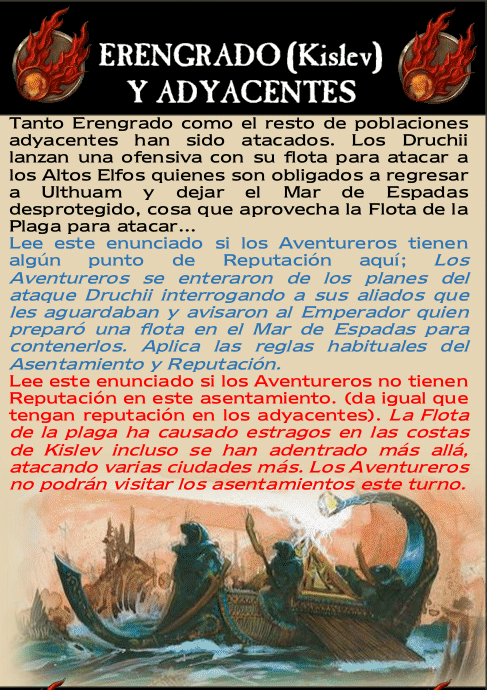 ERENGRADO (Kislev)
Y ADYACENTES
Tanto Erengrado como el resto de poblaciones
adyacentes han sido atacados. Los Druchii
lanzan una ofensiva con su flota para atacar a
los Altos Elfos quienes son obligados a regresar
a Ulthuam y dejar el Mar de Espadas
desprotegido, cosa que aprovecha la Flota de la
Plaga para atacar...
Lee este enunciado si los Aventureros tienen
algún punto de Reputación aquí; Los
Aventureros se enteraron de los planes del
ataque Druchii interrogando a sus aliados que
les aguardaban y avisaron al Emperador quien
preparó una flota en el Mar de Espadas para
contenerlos. Aplica las reglas habituales del
Asentamiento y Reputación.
Lee este enunciado si los Aventureros no tienen
Reputación en este asentamiento. (da igual que
tengan reputación en los adyacentes). La Flota
de la plaga ha causado estragos en las costas
de Kislev incluso se han adentrado más allá,
atacando varias ciudades más. Los Aventureros
no podrán visitar los asentamientos este turno.